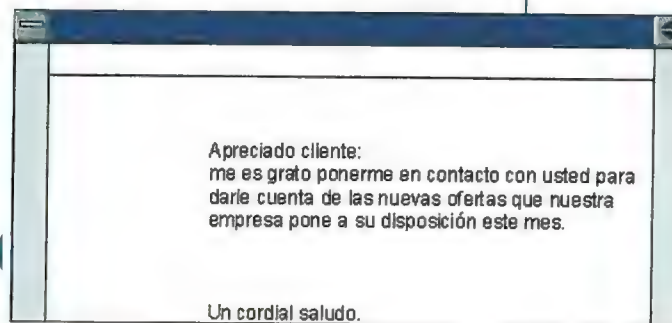 Apreciado cliente:
me es grato ponerme en contacto con usted para
darle cuenta de las nuevas ofertas que nuestra
empresa pone a su disposición este mes.
Un cordial saludo.